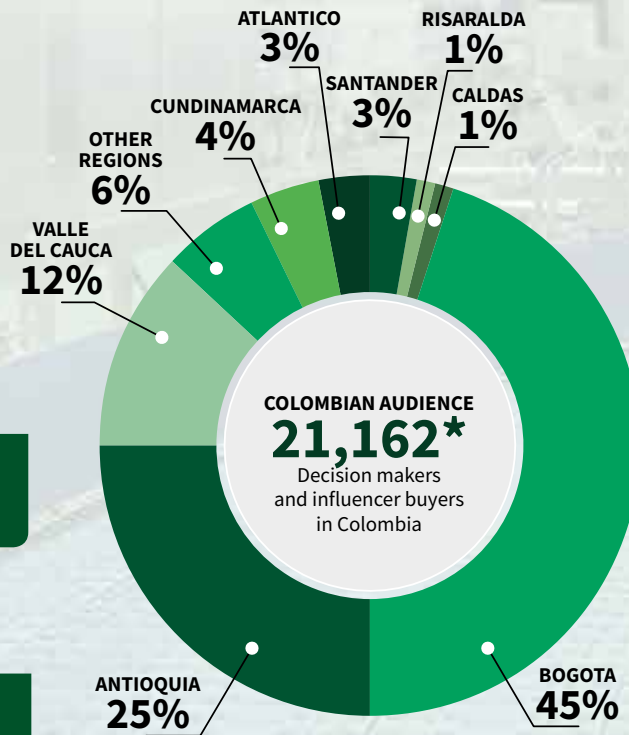 ATLANTICO
3%
RISARALDA
1%
SANTANDER
3%
CALDAS
1%
CUNDINAMARCA
4%
OTHER
REGIONS
6%
VALLE
DEL CAUCA
12%
COLOMBIAN AUDIENCE
21,162*
Decision makers
and influencer buyers
in Colombia
ANTIOQUIA
25%
BOGOTA
45%